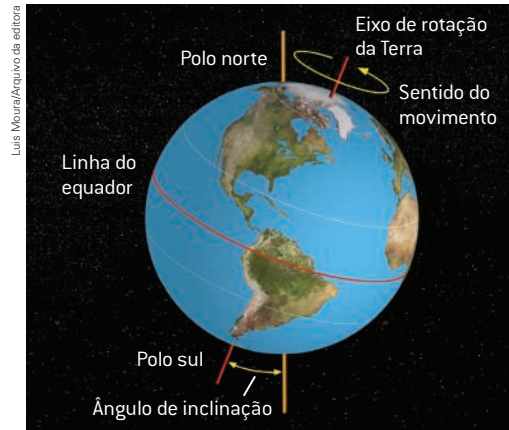 Luis Moura/Arquivo da editora
Eixo de rotação
da Terra
Polo norte
Sentido do
movimento
Linha do
equador
Polo sul
Ângulo de inclinação